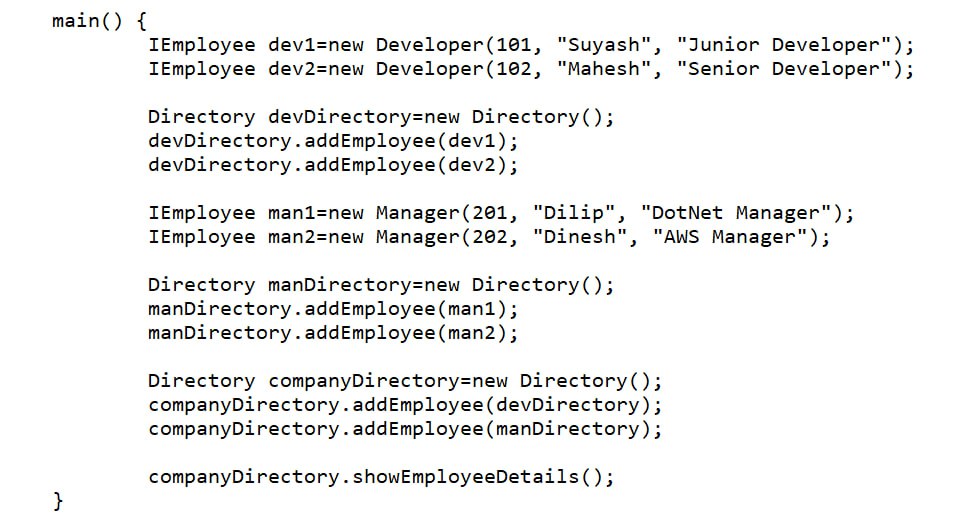 main() {
IEmployee dev1=new Developer(101, "Suyash", "Junior Developer");
IEmployee dev2=new Developer(102, "Mahesh", "Senior Developer");
Directory devDirectory=new Directory();
devDirectory.addEmployee(dev1);
devDirectory.addEmployee(dev2);
IEmployee man1=new Manager(201, "Dilip", "DotNet Manager");
IEmployee man2=new Manager(202, "Dinesh", "AWS Manager");
Directory manDirectory=new Directory();
manDirectory.addEmployee(man1);
manDirectory.addEmployee(man2);
Directory companyDirectory=new Directory();
companyDirectory.addEmployee(devDirectory);
companyDirectory.addEmployee(manDirectory);
companyDirectory.showEmployeeDetails();
}